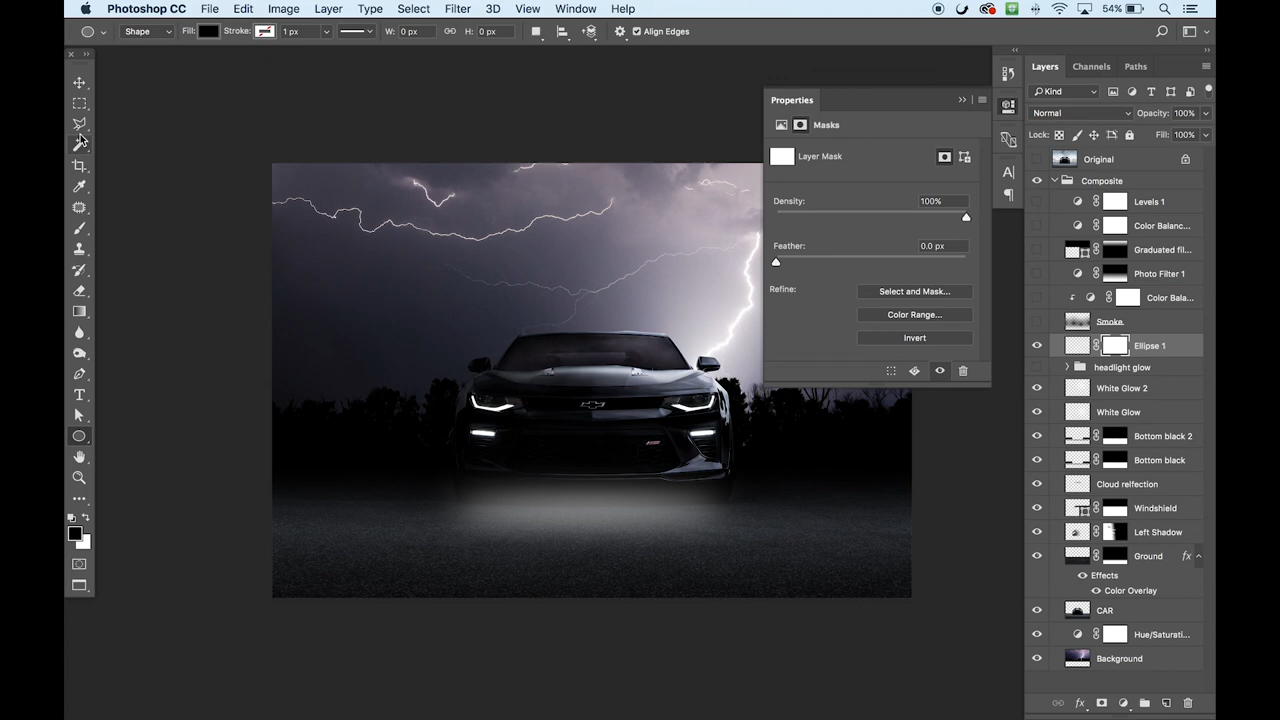 Photoshop CC File Edit Image Layer Type Select Filter 3D View Window Help 54%
Shape Fill: Stroke: 1 px W: 0 px H: 0 px Align Edges
Properties
Masks
Layer Mask
Density: 100%
Feather: 0.0 px
Refine:
Select and Mask...
Color Range...
Invert
Layers Channels Paths
Kind
Normal Opacity: 100%
Lock: Fill: 100%
Original
Composite
Levels 1
Color Balanc...
Graduated fil...
Photo Filter 1
Color Bala...
Smoke
Ellipse 1
headlight glow
White Glow 2
White Glow
Bottom black 2
Bottom black
Cloud relfection
Windshield
Left Shadow
Ground fx
Effects
Color Overlay
CAR
Hue/Saturati...
Background
fx